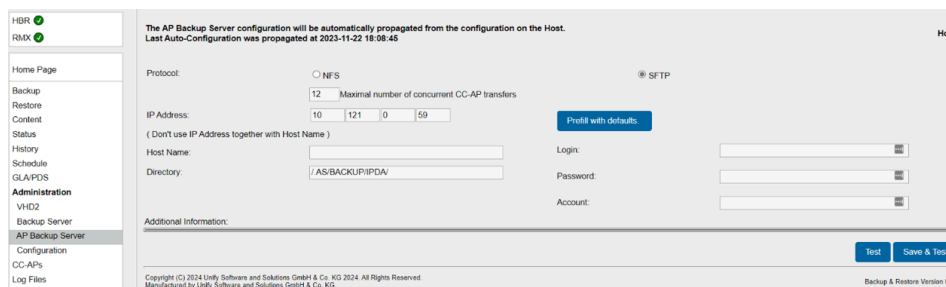 HBR
RMX
Home Page
Backup
Restore
Content
Status
History
Schedule
GLA/PDS
Administration
VHD2
Backup Server
AP Backup Server
Configuration
CC-APs
Log Files
The AP Backup Server configuration will be automatically propagated from the configuration on the Host.
Last Auto-Configuration was propagated at 2023-11-22 18:08:45
Protocol: NFS SFTP
12 Maximal number of concurrent CC-AP transfers
IP Address: 10 121 0 59
Prefill with defaults.
( Don't use IP Address together with Host Name )
Host Name: Login:
Directory: /.AS/BACKUP/IPDA/ Password:
Account:
Additional Information:
Test Save & Tes
Copyright (C) 2024 Unify Software and Solutions GmbH & Co. KG 2024. All Rights Reserved.
Manufactured by Unify Software and Solutions GmbH & Co. KG
Backup & Restore Version